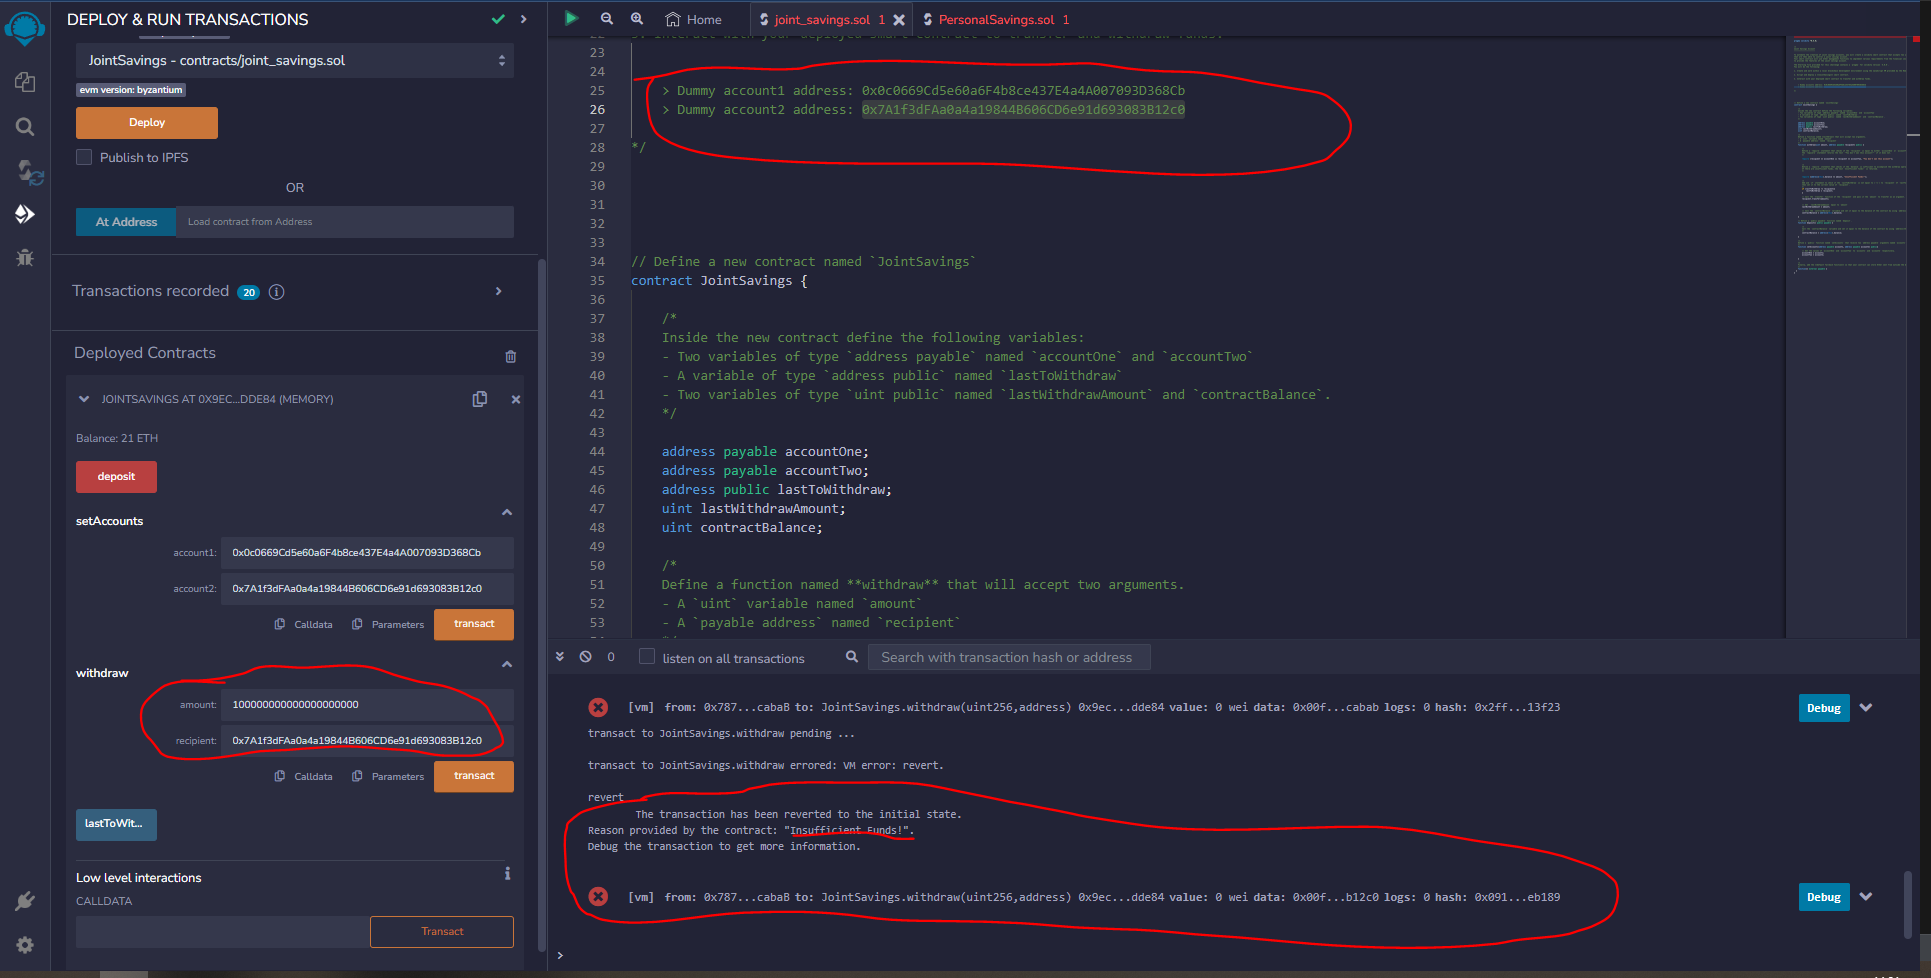 DEPLOY & RUN TRANSACTIONS
JointSavings - contracts/joint_savings.sol
evm version: byzantium
Deploy
Publish to IPFS
OR
At Address
Load contract from Address
Transactions recorded 20 i
Deployed Contracts
JOINTSAVINGS AT 0X9EC...DDE84 (MEMORY)
Balance: 21 ETH
deposit
setAccounts
account1: 0x0c0669Cd5e60a6F4b8ce437E4a4A007093D368Cb
account2: 0x7A1f3dFAa0a4a19844B606CD6e91d693083B12c0
Calldata Parameters transact
withdraw
amount: 10000000000000000000
recipient: 0x7A1f3dFAa0a4a19844B606CD6e91d693083B12c0
Calldata Parameters transact
lastToWit...
Low level interactions i
CALLDATA
Transact
Home joint_savings.sol 1 PersonalSavings.sol 1
22 3. Interact with your deployed smart contract to transfer and withdraw funds.
23
24
25 > Dummy account1 address: 0x0c0669Cd5e60a6F4b8ce437E4a4A007093D368Cb
26 > Dummy account2 address: 0x7A1f3dFAa0a4a19844B606CD6e91d693083B12c0
27
28 */
29
30
31
32
33
34 // Define a new contract named `JointSavings`
35 contract JointSavings {
36
37 /*
38 Inside the new contract define the following variables:
39 - Two variables of type `address payable` named `accountOne` and `accountTwo`
40 - A variable of type `address public` named `lastToWithdraw`
41 - Two variables of type `uint public` named `lastWithdrawAmount` and `contractBalance`.
42 */
43
44 address payable accountOne;
45 address payable accountTwo;
46 address public lastToWithdraw;
47 uint lastWithdrawAmount;
48 uint contractBalance;
49
50 /*
51 Define a function named **withdraw** that will accept two arguments.
52 - A `uint` variable named `amount`
53 - A `payable address` named `recipient`
0 listen on all transactions Search with transaction hash or address
[vm] from: 0x787...cabaB to: JointSavings.withdraw(uint256,address) 0x9ec...dde84 value: 0 wei data: 0x00f...cabab logs: 0 hash: 0x2ff...13f23 Debug
transact to JointSavings.withdraw pending ...
transact to JointSavings.withdraw errored: VM error: revert.
revert
The transaction has been reverted to the initial state.
Reason provided by the contract: "Insufficient Funds!".
Debug the transaction to get more information.
[vm] from: 0x787...cabaB to: JointSavings.withdraw(uint256,address) 0x9ec...dde84 value: 0 wei data: 0x00f...b12c0 logs: 0 hash: 0x091...eb189 Debug
>